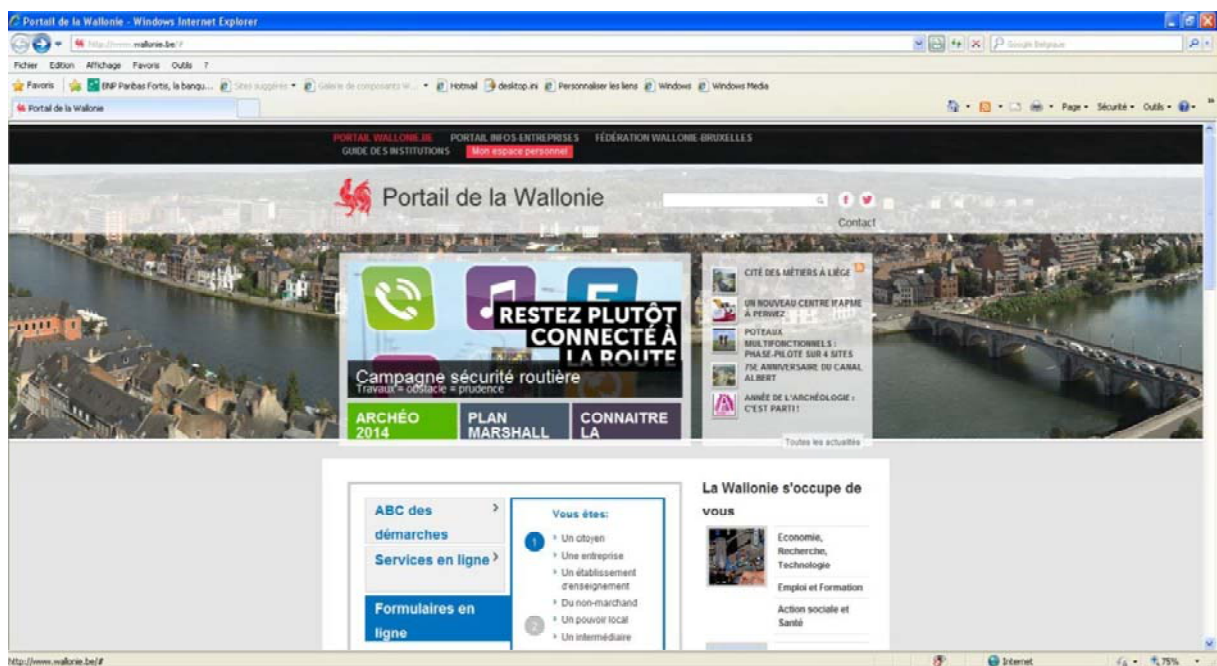 Portail de la Wallonie - Windows Internet Explorer
http://www.wallonie.be/#
Google Belgique
Fichier Edition Affichage Favoris Outils ?
Favoris BNP Paribas Fortis, la banqu... Sites suggérés Galerie de composants W... Hotmail desktop.ini Personnaliser les liens Windows Windows Media
Portail de la Wallonie
Page Sécurité Outils
PORTAIL WALLONIE.BE PORTAIL INFOS-ENTREPRISES FÉDÉRATION WALLONIE-BRUXELLES
GUIDE DES INSTITUTIONS Mon espace personnel
Portail de la Wallonie
Contact
RESTEZ PLUTÔT
CONNECTÉ À
LA ROUTE
Campagne sécurité routière
Travaux = obstacle = prudence
ARCHÉO
2014
PLAN
MARSHALL
CONNAITRE
LA
CITÉ DES MÉTIERS À LIÈGE
UN NOUVEAU CENTRE IFAPME
À PERWEZ
POTEAUX
MULTIFONCTIONNELS :
PHASE-PILOTE SUR 4 SITES
75E ANNIVERSAIRE DU CANAL
ALBERT
ANNÉE DE L'ARCHÉOLOGIE :
C'EST PARTI !
Toutes les actualités
ABC des
démarches
Services en ligne
Formulaires en
ligne
Vous êtes:
1
Un citoyen
Une entreprise
Un établissement
d'enseignement
Du non-marchand
2
Un pouvoir local
Un intermédiaire
La Wallonie s'occupe de
vous
Economie,
Recherche,
Technologie
Emploi et Formation
Action sociale et
Santé
http://www.wallonie.be/#
Internet
75%